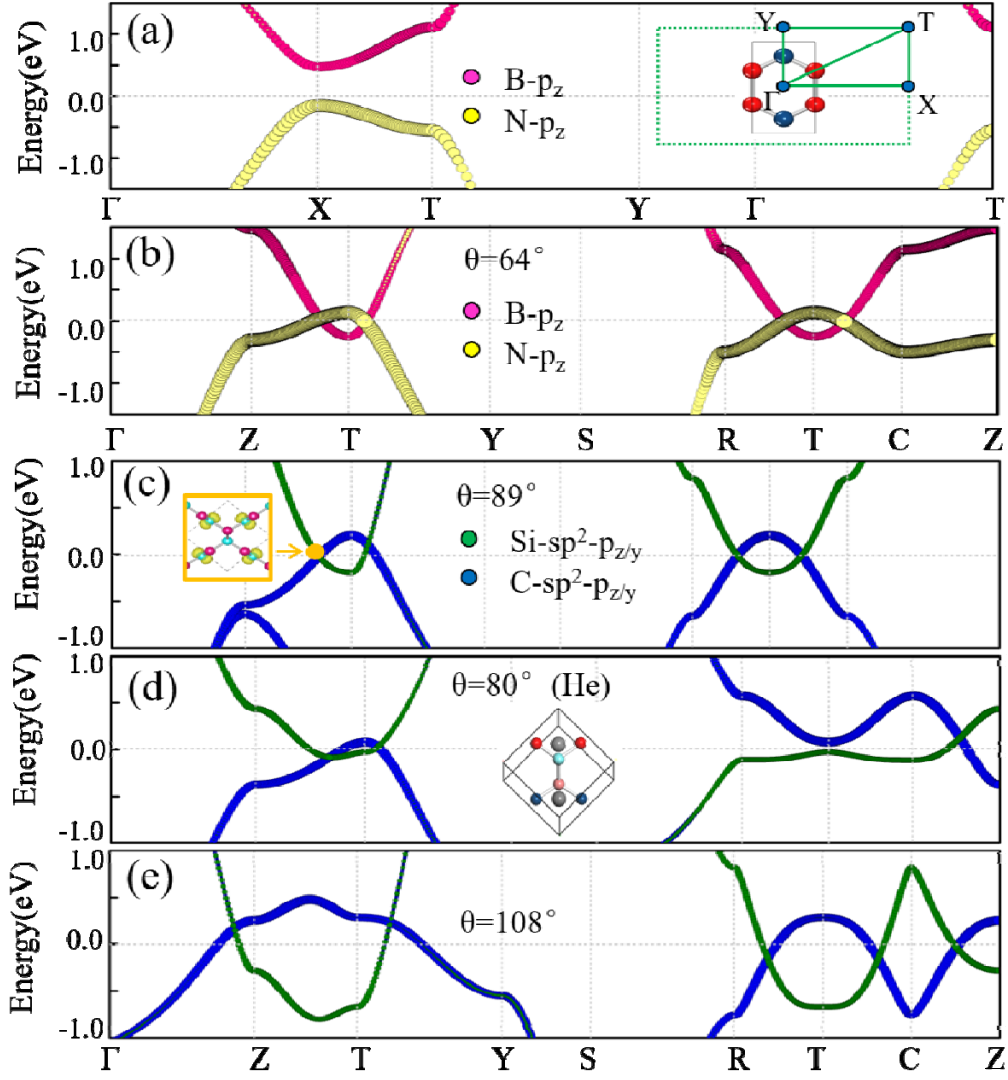 (a)
Energy(eV)
1.0
0.0
-1.0
B-pz
N-pz
Y
T
Γ
X
Γ X T Y Γ T
(b)
θ=64°
Energy(eV)
1.0
0.0
-1.0
B-pz
N-pz
Γ Z T Y S R T C Z
(c)
θ=89°
Energy(eV)
1.0
0.0
-1.0
Si-sp²-pz/y
C-sp²-pz/y
(d)
θ=80° (He)
Energy(eV)
1.0
0.0
-1.0
(e)
θ=108°
Energy(eV)
1.0
0.0
-1.0
Γ Z T Y S R T C Z